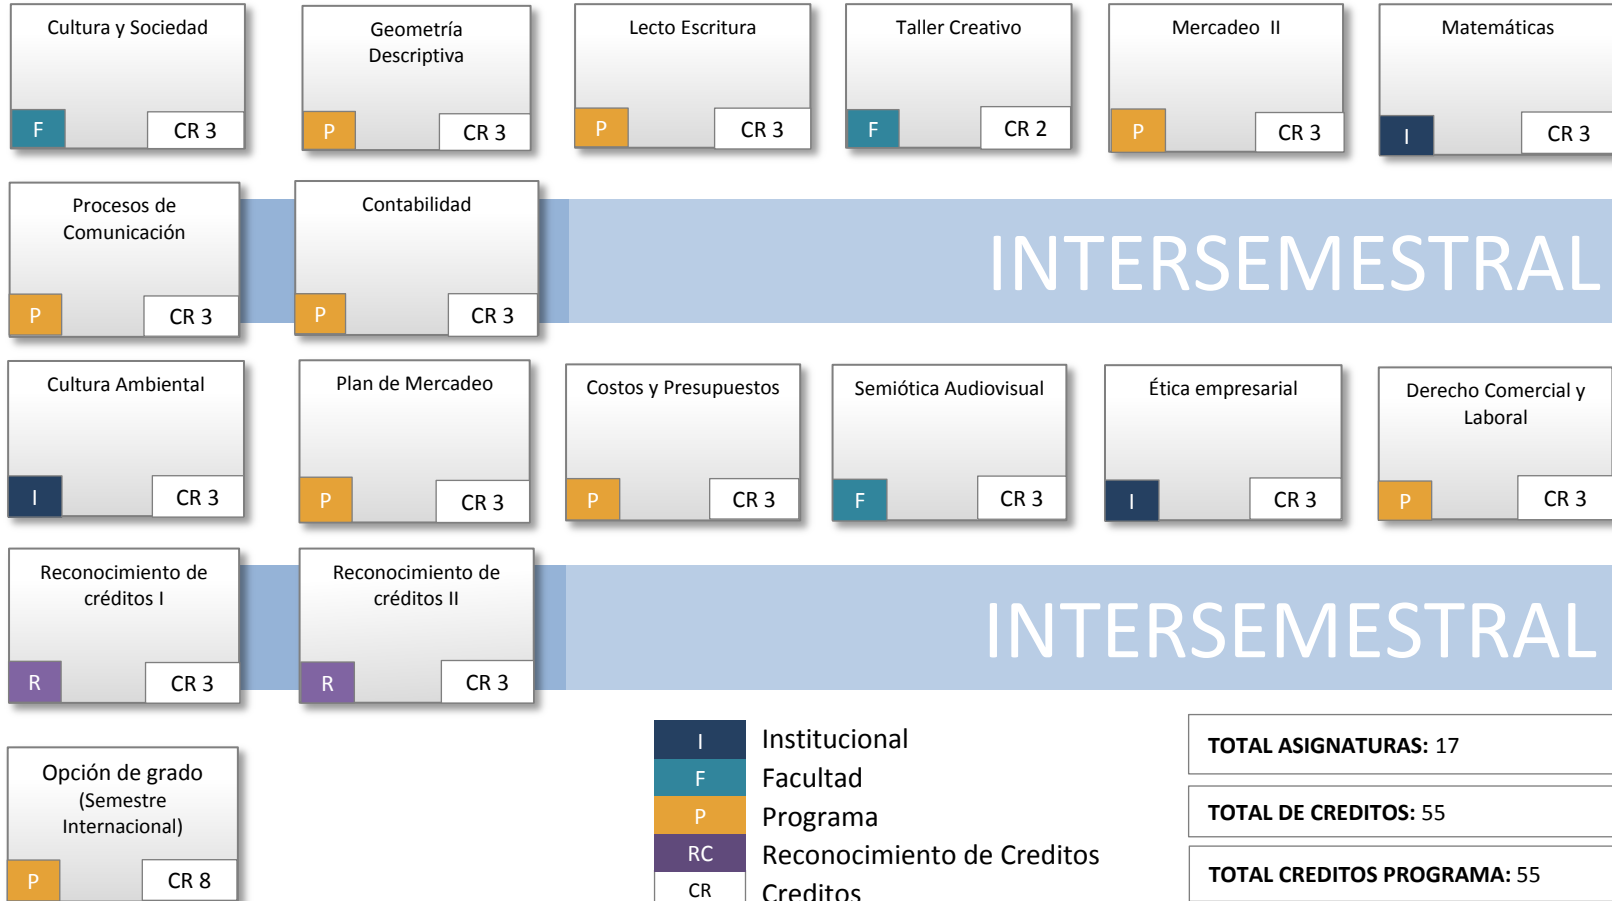 Cultura y Sociedad
F
CR 3
Geometría
Descriptiva
P
CR 3
Lecto Escritura
P
CR 3
Taller Creativo
F
CR 2
Mercadeo II
P
CR 3
Matemáticas
I
CR 3
Procesos de
Comunicación
P
CR 3
Contabilidad
P
CR 3
INTERSEMESTRAL
Cultura Ambiental
I
CR 3
Plan de Mercadeo
P
CR 3
Costos y Presupuestos
P
CR 3
Semiótica Audiovisual
F
CR 3
Ética empresarial
I
CR 3
Derecho Comercial y
Laboral
P
CR 3
Reconocimiento de
créditos I
R
CR 3
Reconocimiento de
créditos II
R
CR 3
INTERSEMESTRAL
Opción de grado
(Semestre
Internacional)
P
CR 8
I Institucional
F Facultad
P Programa
RC Reconocimiento de Creditos
CR Creditos
TOTAL ASIGNATURAS: 17
TOTAL DE CREDITOS: 55
TOTAL CREDITOS PROGRAMA: 55